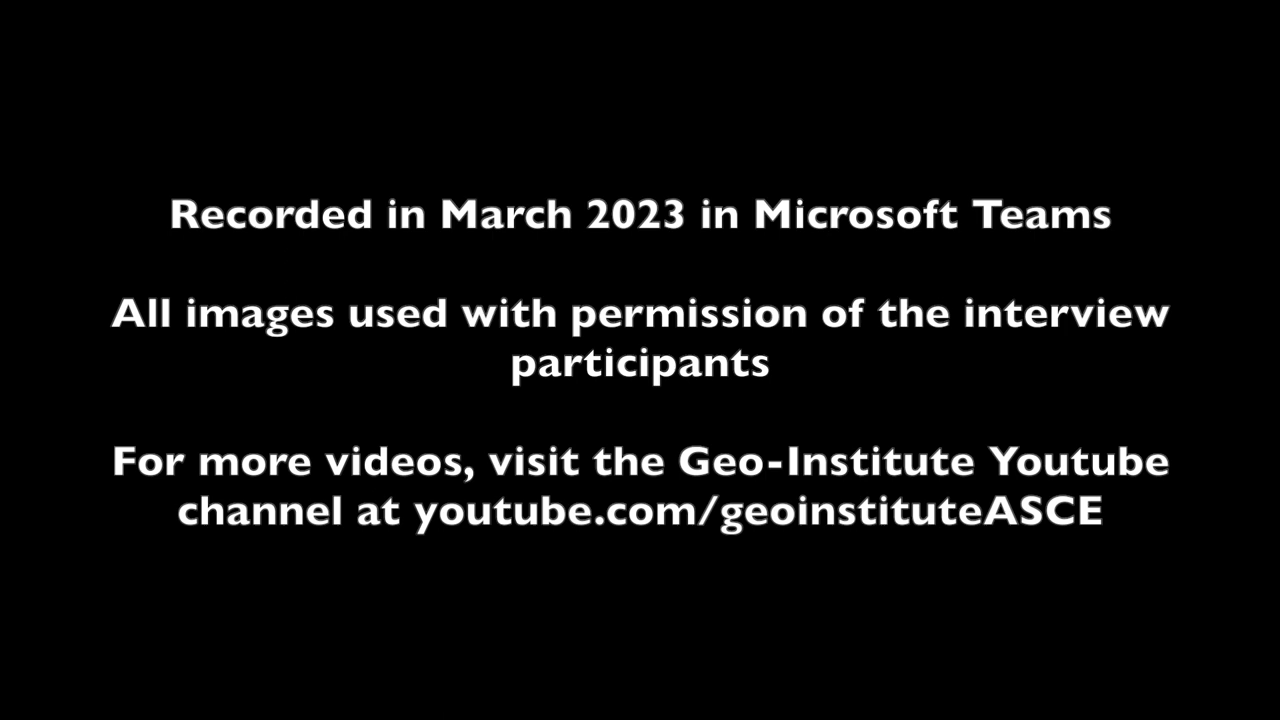 Recorded in March 2023 in Microsoft Teams
All images used with permission of the interview
participants
For more videos, visit the Geo-Institute Youtube
channel at youtube.com/geoinstituteASCE